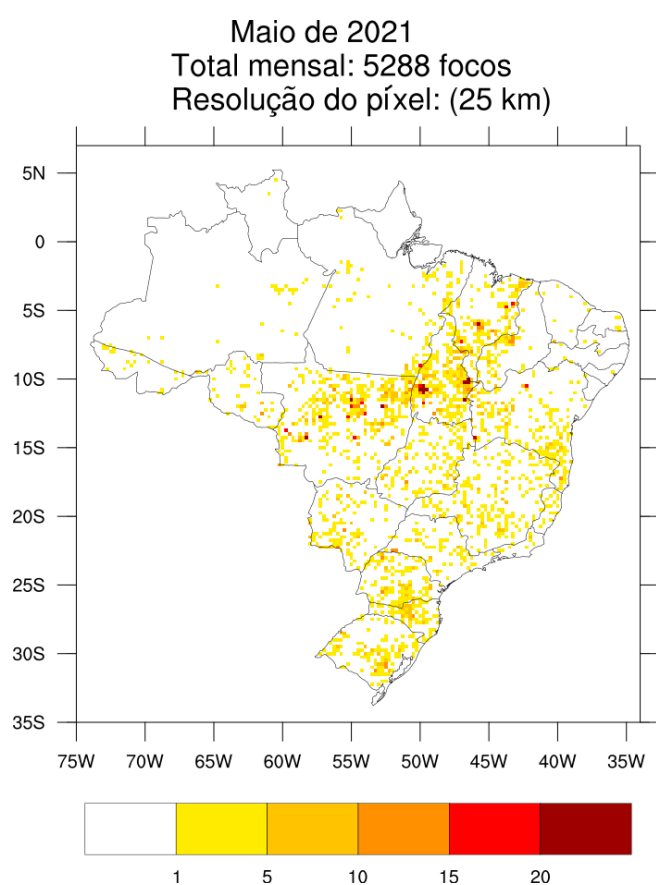 Maio de 2021
Total mensal: 5288 focos
Resolução do píxel: (25 km)
5N
0
5S
10S
15S
20S
25S
30S
35S
75W 70W 65W 60W 55W 50W 45W 40W 35W
1 5 10 15 20